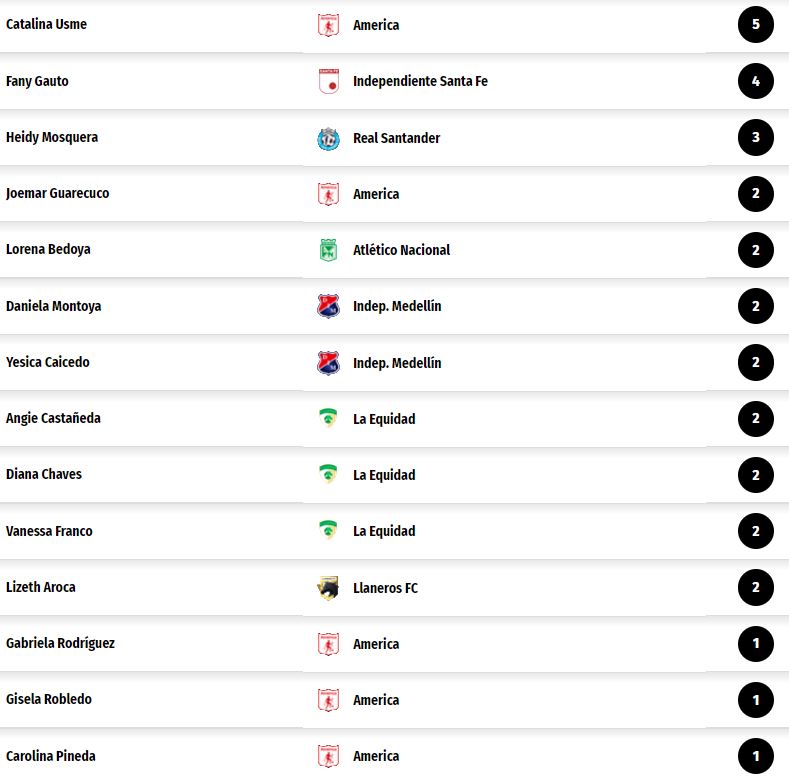 Catalina Usme America 5
Fany Gauto Independiente Santa Fe 4
Heidy Mosquera Real Santander 3
Joemar Guarecuco America 2
Lorena Bedoya Atlético Nacional 2
Daniela Montoya Indep. Medellín 2
Yesica Caicedo Indep. Medellín 2
Angie Castañeda La Equidad 2
Diana Chaves La Equidad 2
Vanessa Franco La Equidad 2
Lizeth Aroca Llaneros FC 2
Gabriela Rodríguez America 1
Gisela Robledo America 1
Carolina Pineda America 1